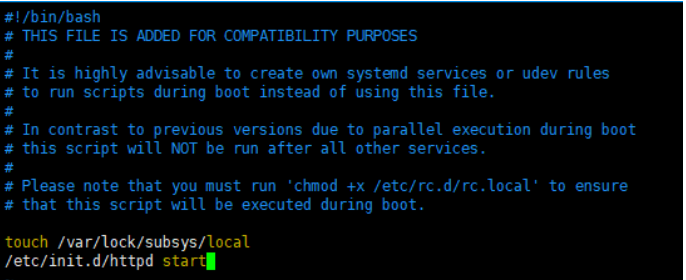 #!/bin/bash
# THIS FILE IS ADDED FOR COMPATIBILITY PURPOSES
#
# It is highly advisable to create own systemd services or udev rules
# to run scripts during boot instead of using this file.
#
# In contrast to previous versions due to parallel execution during boot
# this script will NOT be run after all other services.
#
# Please note that you must run 'chmod +x /etc/rc.d/rc.local' to ensure
# that this script will be executed during boot.

touch /var/lock/subsys/local
/etc/init.d/httpd start